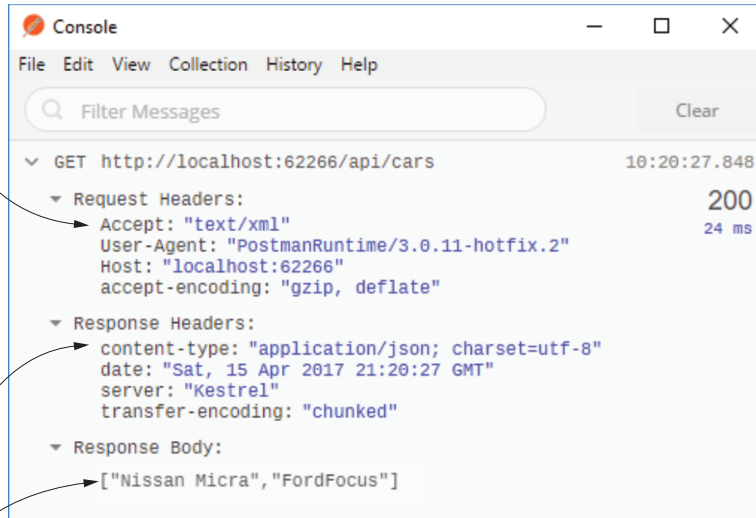 Console
File Edit View Collection History Help
Filter Messages
Clear
GET http://localhost:62266/api/cars 10:20:27.848
Request Headers: 200
Accept: "text/xml" 24 ms
User-Agent: "PostmanRuntime/3.0.11-hotfix.2"
Host: "localhost:62266"
accept-encoding: "gzip, deflate"
Response Headers:
content-type: "application/json; charset=utf-8"
date: "Sat, 15 Apr 2017 21:20:27 GMT"
server: "Kestrel"
transfer-encoding: "chunked"
Response Body:
["Nissan Micra","FordFocus"]